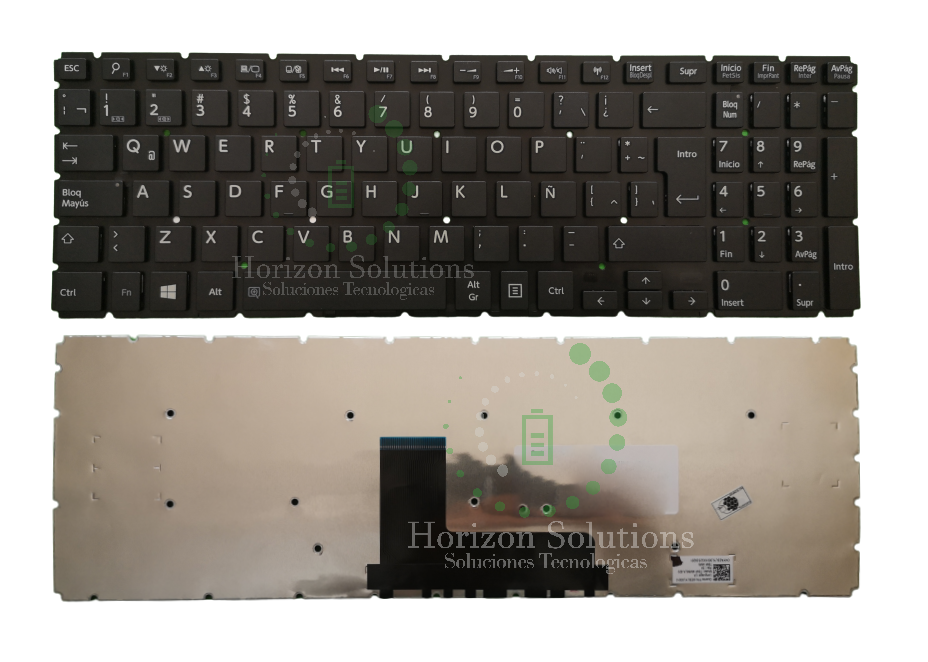 ESC F1 F2 F3 F4 F5 F6 F7 F8 F9 F10 F11 F12 Insert Supr Inicio Fin RePág AvPág
BloqDespl PetSis ImprPant Inter Pausa
! " # $ % & / ( ) = ? ¿ Bloq / * -
1 2 3 4 5 6 7 8 9 0 ' ¡ Num
Q W E R T Y U I O P * + ~ Intro 7 8 9 +
@ Inicio ↑ RePág
Bloq Mayús A S D F G H J K L Ñ [ { ^ ] } 4 5 6
← →
> < Z X C V B N M ; , : . _ - 1 2 3 Intro
Fin ↓ AvPág
Ctrl Fn Alt Alt Gr Ctrl ← ↑ ↓ → 0 .
Insert Supr
Horizon Solutions
Soluciones Tecnologicas
Horizon Solutions
Soluciones Tecnologicas